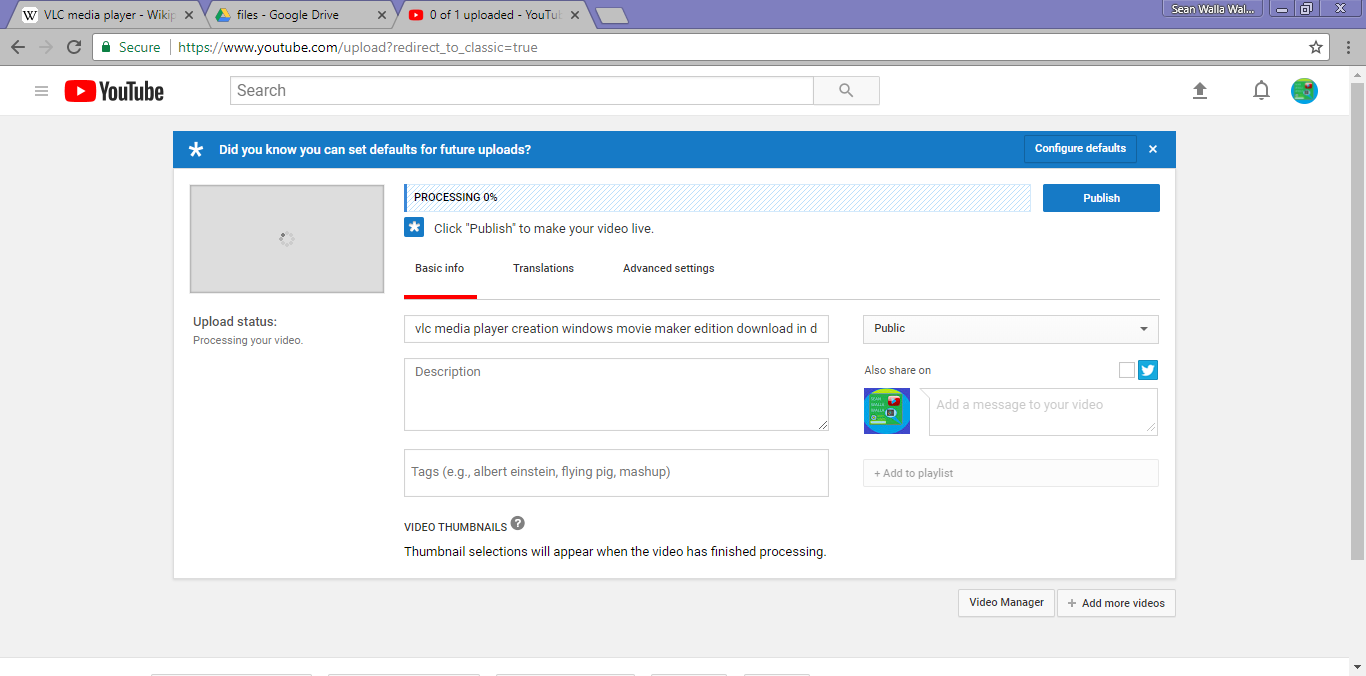 VLC media player - Wikip
files - Google Drive
0 of 1 uploaded - YouTub
Sean Walla Wal...
Secure
https://www.youtube.com/upload?redirect_to_classic=true
YouTube
Search
Did you know you can set defaults for future uploads?
Configure defaults
PROCESSING 0%
Publish
Click "Publish" to make your video live.
Basic info
Translations
Advanced settings
Upload status:
Processing your video.
vlc media player creation windows movie maker edition download in d
Public
Description
Also share on
Add a message to your video
Tags (e.g., albert einstein, flying pig, mashup)
+ Add to playlist
VIDEO THUMBNAILS ?
Thumbnail selections will appear when the video has finished processing.
Video Manager
+ Add more videos